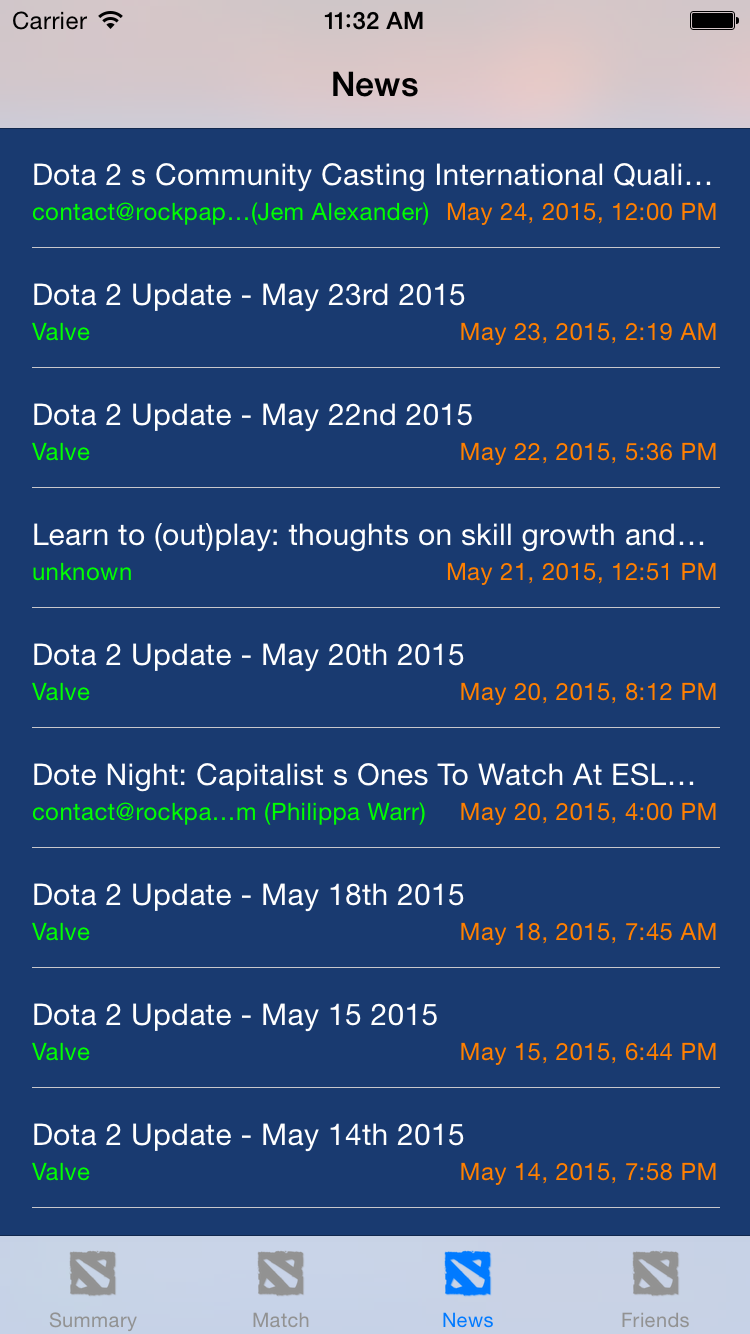 Carrier 11:32 AM
News
Dota 2 s Community Casting International Quali...
contact@rockpap...(Jem Alexander) May 24, 2015, 12:00 PM
Dota 2 Update - May 23rd 2015
Valve May 23, 2015, 2:19 AM
Dota 2 Update - May 22nd 2015
Valve May 22, 2015, 5:36 PM
Learn to (out)play: thoughts on skill growth and...
unknown May 21, 2015, 12:51 PM
Dota 2 Update - May 20th 2015
Valve May 20, 2015, 8:12 PM
Dote Night: Capitalist s Ones To Watch At ESL...
contact@rockpa...m (Philippa Warr) May 20, 2015, 4:00 PM
Dota 2 Update - May 18th 2015
Valve May 18, 2015, 7:45 AM
Dota 2 Update - May 15 2015
Valve May 15, 2015, 6:44 PM
Dota 2 Update - May 14th 2015
Valve May 14, 2015, 7:58 PM
Summary Match News Friends